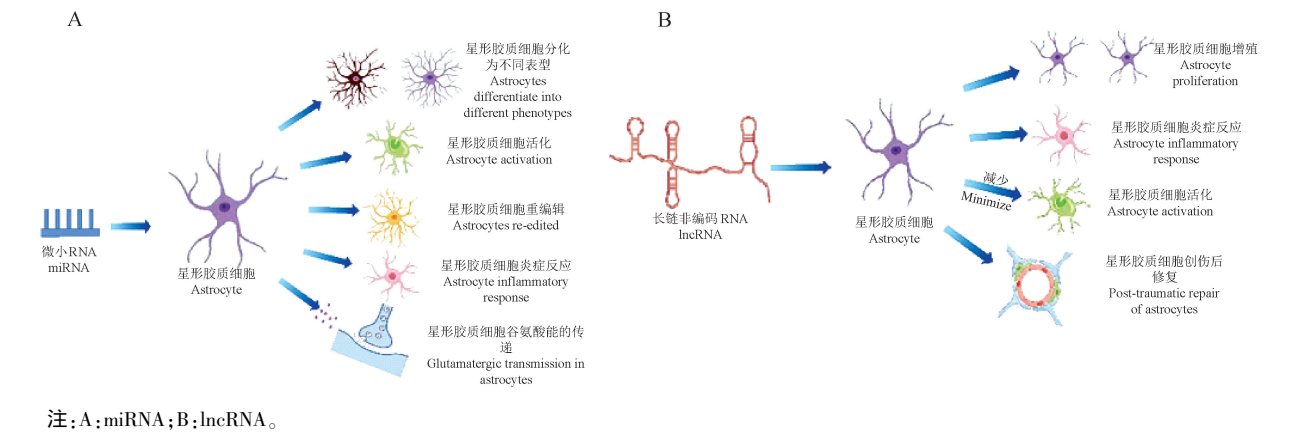 A
星形胶质细胞分化
为不同表型
Astrocytes
differentiate into
different phenotypes
星形胶质细胞活化
Astrocyte activation
星形胶质细胞重编辑
Astrocytes re-edited
星形胶质细胞炎症反应
Astrocyte inflammatory
response
星形胶质细胞谷氨酸能的传
递
Glutamatergic transmission in
astrocytes
微小RNA
miRNA
星形胶质细胞
Astrocyte
B
星形胶质细胞增殖
Astrocyte
proliferation
星形胶质细胞炎症反应
Astrocyte inflammatory
response
减少
Minimize
星形胶质细胞活化
Astrocyte activation
星形胶质细胞创伤后
修复
Post-traumatic repair
of astrocytes
长链非编码 RNA
lncRNA
星形胶质细胞
Astrocyte
注:A:miRNA;B:lncRNA。